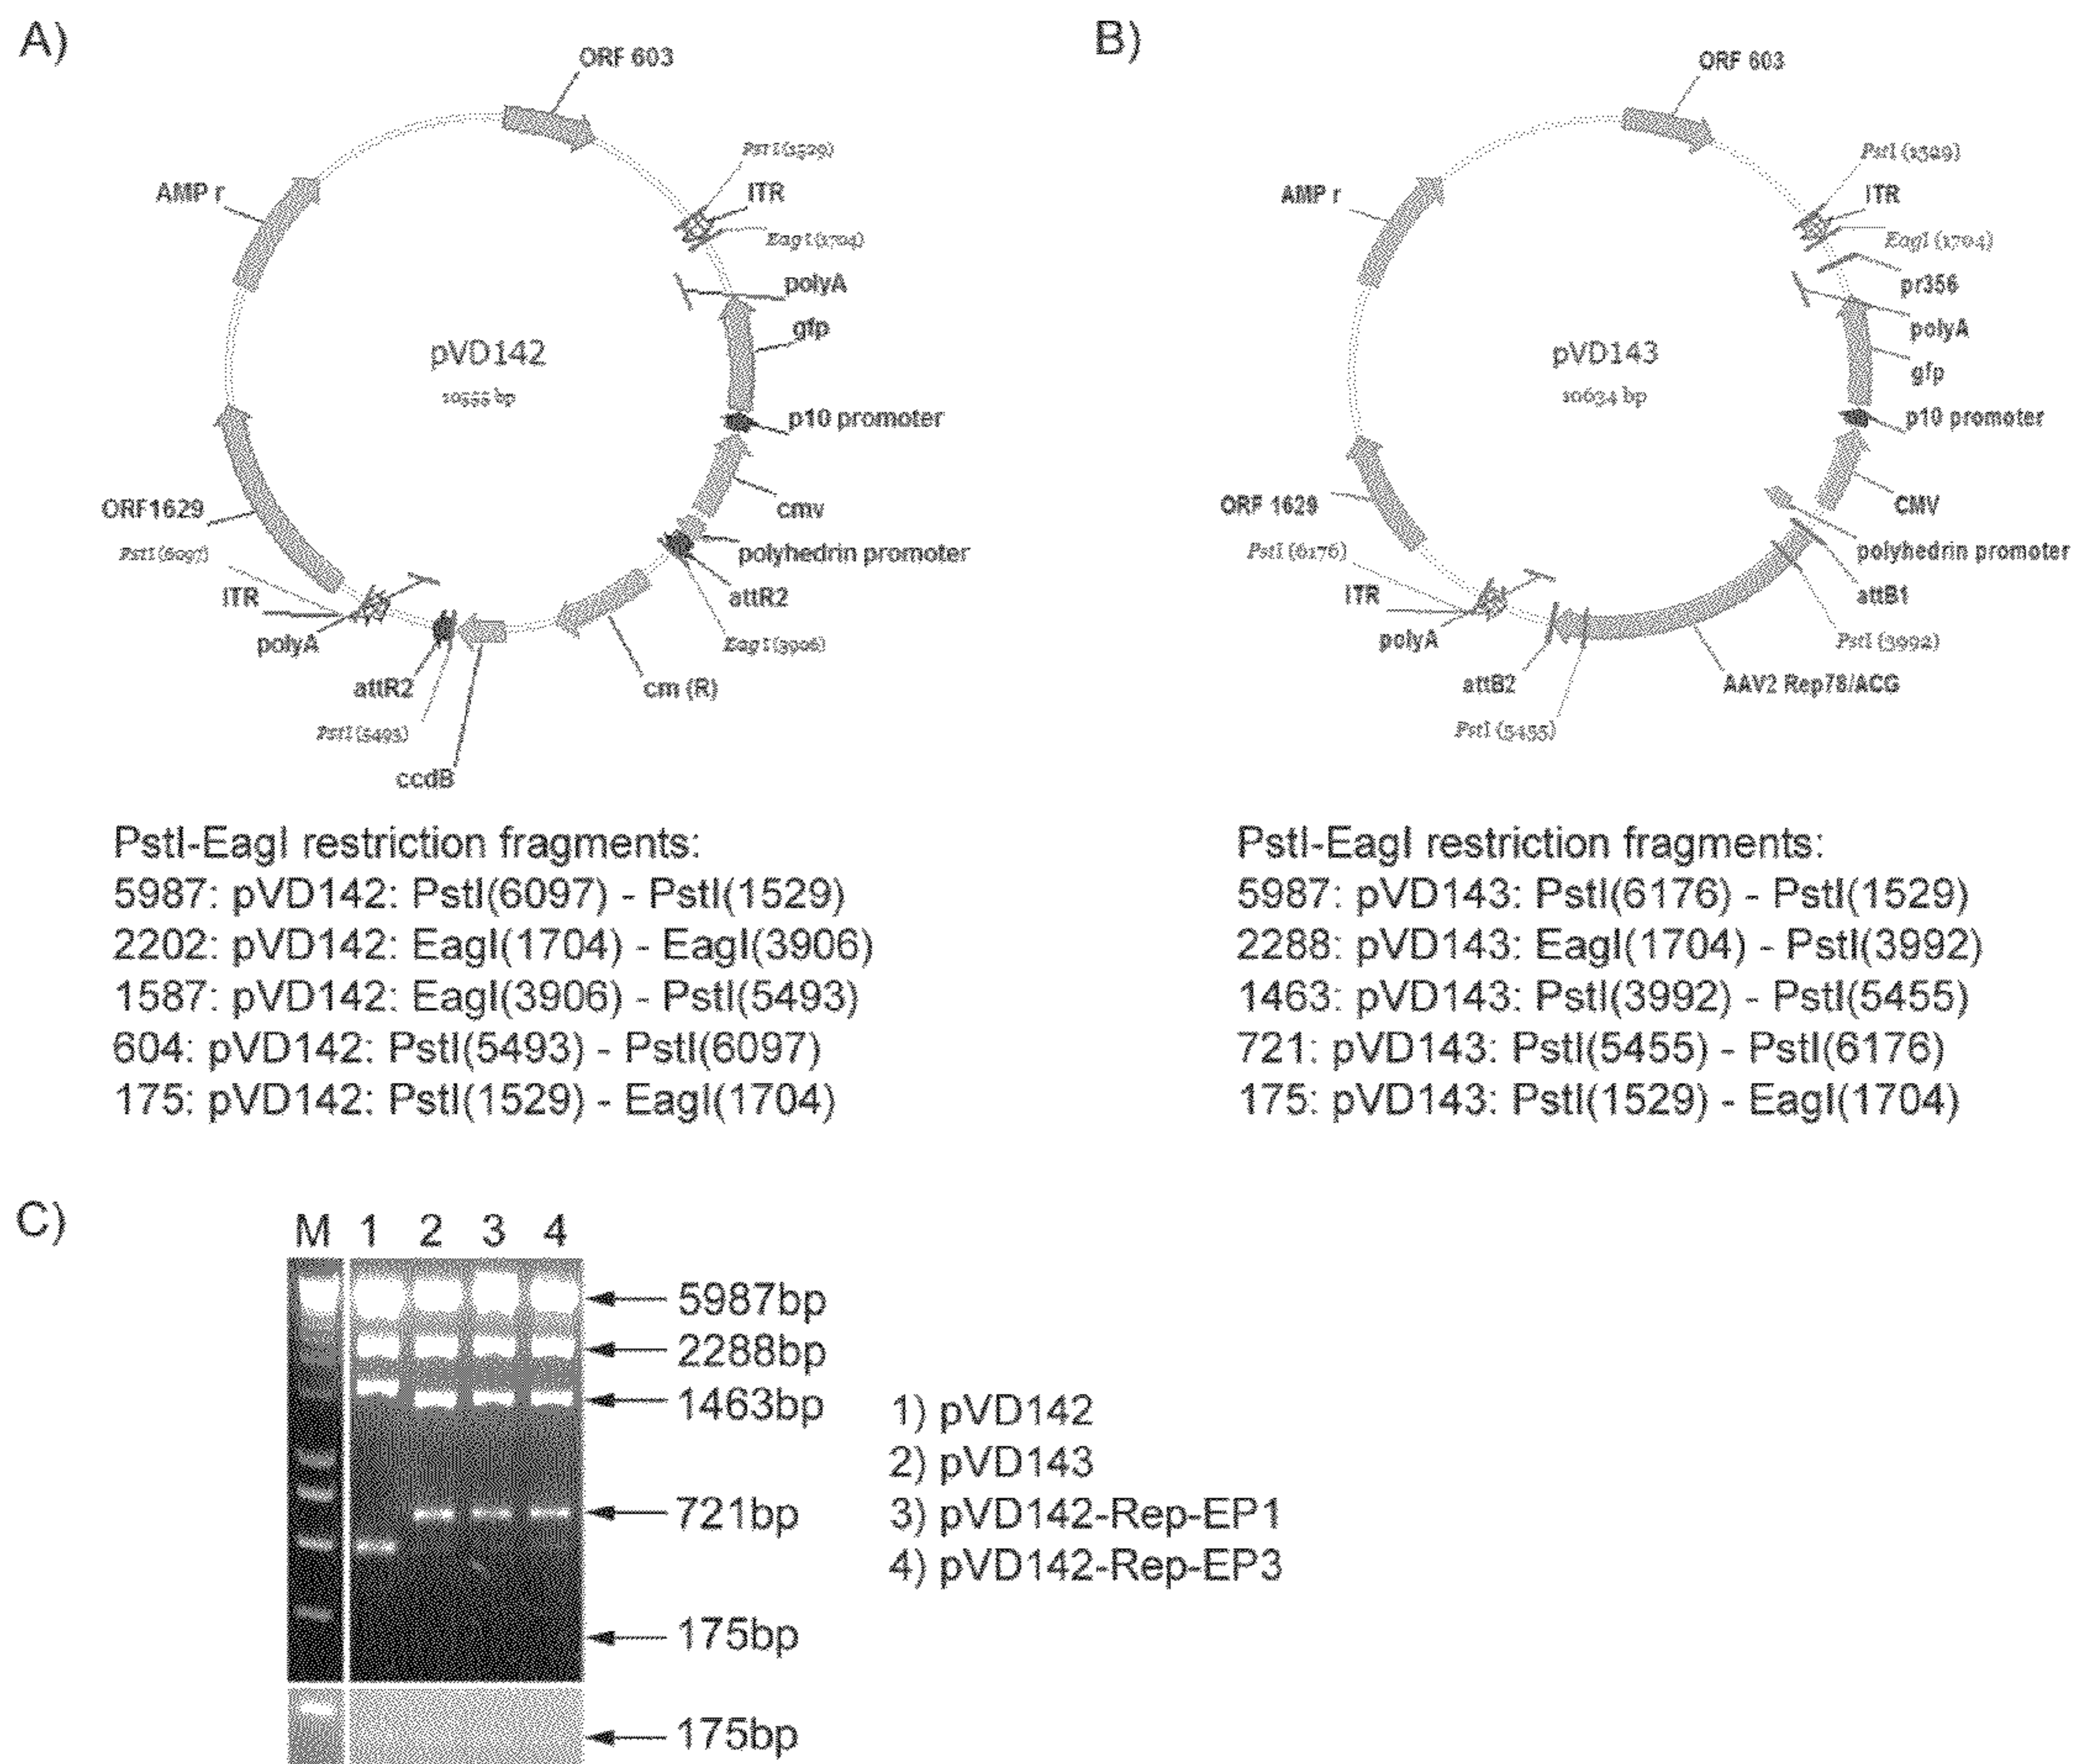 A)
ORF 603
PstI (1529)
ITR
EagI (1704)
polyA
gfp
p10 promoter
cmv
polyhedrin promoter
attR2
EagI (3906)
cm (R)
ccdB
PstI (5493)
attR2
polyA
ITR
PstI (6097)
ORF1629
AMP r
pVD142
10555 bp
PstI-EagI restriction fragments:
5987: pVD142: PstI(6097) - PstI(1529)
2202: pVD142: EagI(1704) - EagI(3906)
1587: pVD142: EagI(3906) - PstI(5493)
604: pVD142: PstI(5493) - PstI(6097)
175: pVD142: PstI(1529) - EagI(1704)
B)
ORF 603
PstI (1529)
ITR
EagI (1704)
pr356
polyA
gfp
p10 promoter
CMV
polyhedrin promoter
attB1
PstI (3992)
AAV2 Rep78/ACG
PstI (5455)
attB2
polyA
ITR
PstI (6176)
ORF 1629
AMP r
pVD143
10634 bp
PstI-EagI restriction fragments:
5987: pVD143: PstI(6176) - PstI(1529)
2288: pVD143: EagI(1704) - PstI(3992)
1463: pVD143: PstI(3992) - PstI(5455)
721: pVD143: PstI(5455) - PstI(6176)
175: pVD143: PstI(1529) - EagI(1704)
C)
M 1 2 3 4
5987bp
2288bp
1463bp
721bp
175bp
175bp
1) pVD142
2) pVD143
3) pVD142-Rep-EP1
4) pVD142-Rep-EP3